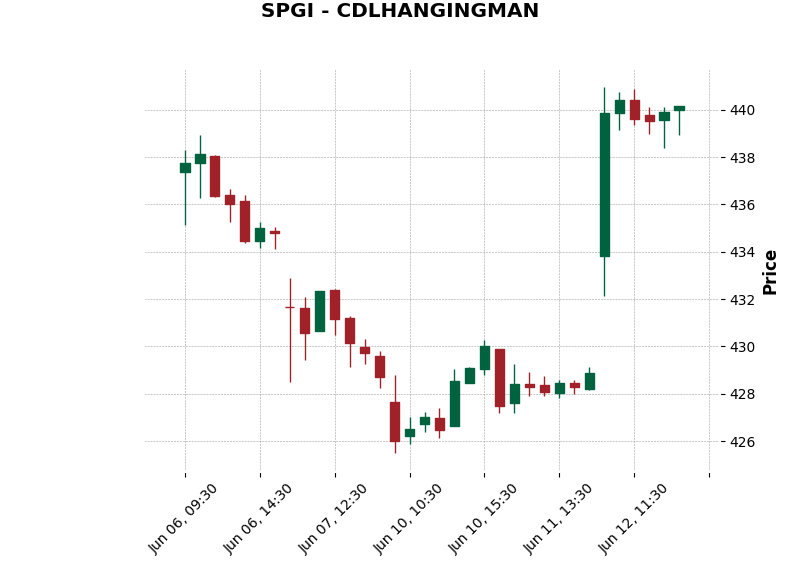 SPGI - CDLHANGINGMAN
440
438
436
434
432
430
428
426
Price
Jun 06, 09:30
Jun 06, 14:30
Jun 07, 12:30
Jun 10, 10:30
Jun 10, 15:30
Jun 11, 13:30
Jun 12, 11:30